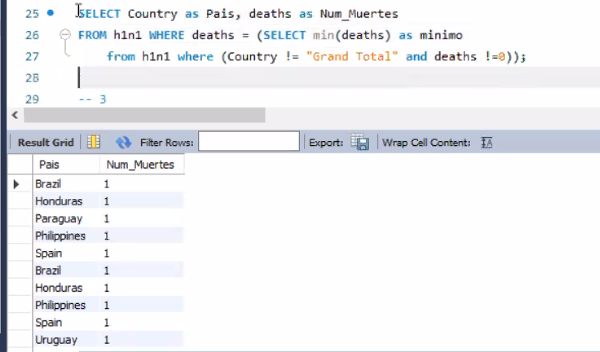 25 SELECT Country as Pais, deaths as Num_Muertes
26 FROM h1n1 WHERE deaths = (SELECT min(deaths) as minimo
27 from h1n1 where (Country != "Grand Total" and deaths !=0));
28
29 -- 3
Result Grid Filter Rows: Export: Wrap Cell Content: IA
Pais Num_Muertes
Brazil 1
Honduras 1
Paraguay 1
Philippines 1
Spain 1
Brazil 1
Honduras 1
Philippines 1
Spain 1
Uruguay 1